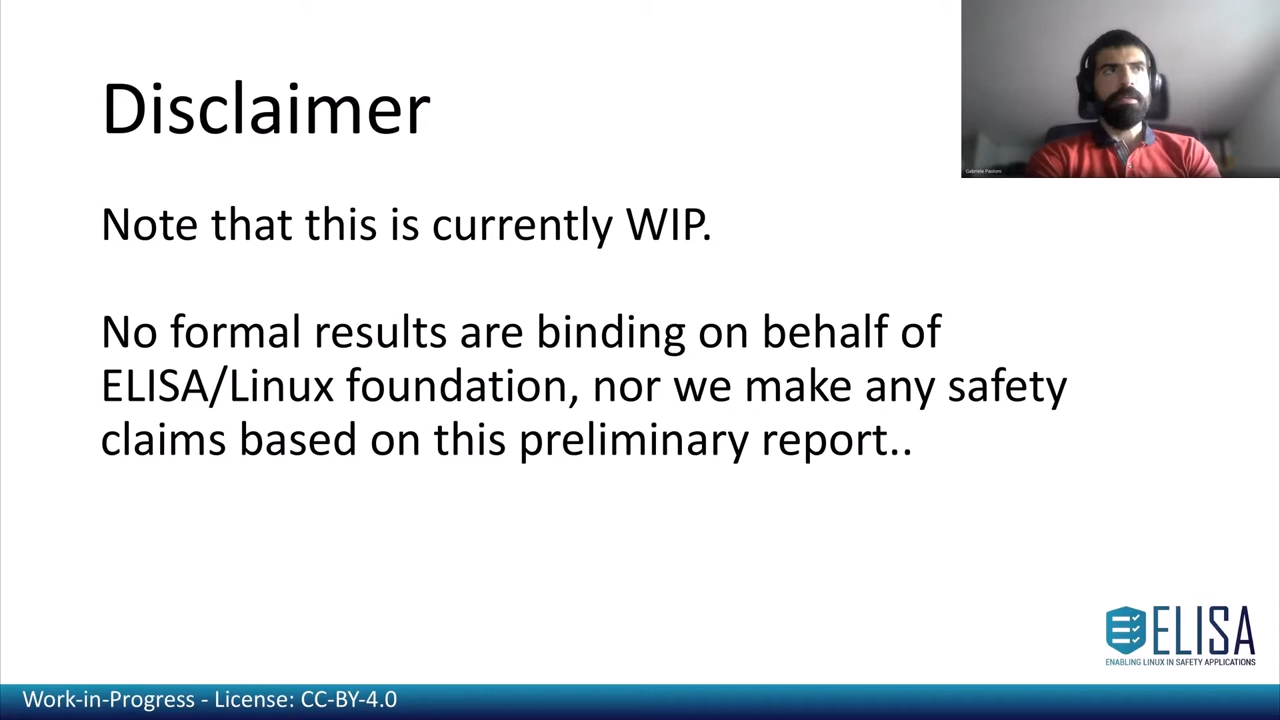 Disclaimer
Gabriele Paoloni
Note that this is currently WIP.
No formal results are binding on behalf of
ELISA/Linux foundation, nor we make any safety
claims based on this preliminary report..
ELISA
ENABLING LINUX IN SAFETY APPLICATIONS
Work-in-Progress - License: CC-BY-4.0